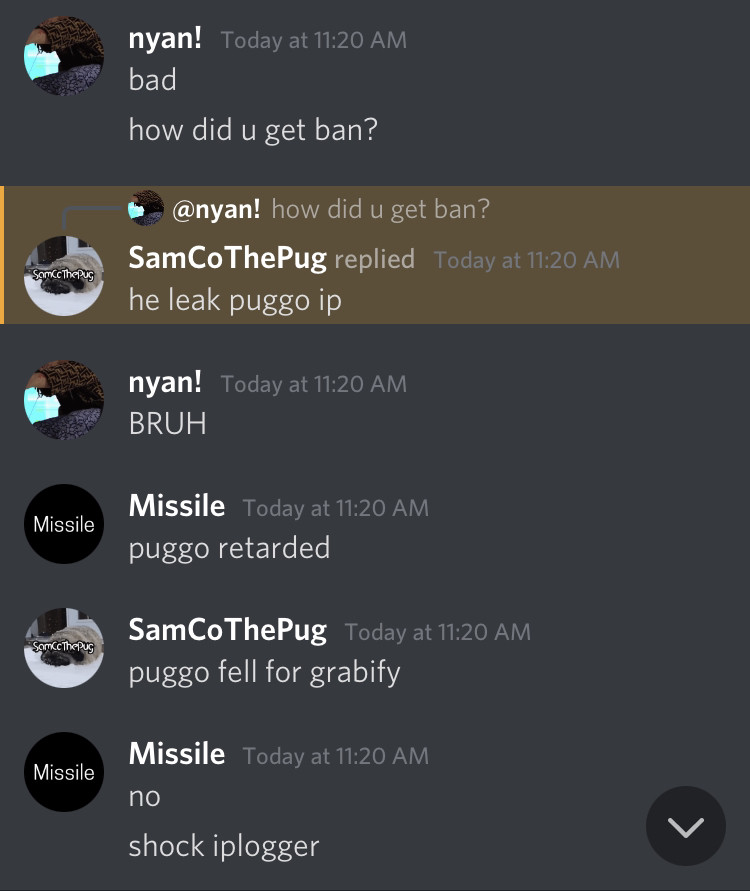 nyan! Today at 11:20 AM
bad
how did u get ban?
@nyan! how did u get ban?
SamCoThePug replied Today at 11:20 AM
SamCoThePug
he leak puggo ip
nyan! Today at 11:20 AM
BRUH
Missile Today at 11:20 AM
Missile
puggo retarded
SamCoThePug Today at 11:20 AM
SamCoThePug
puggo fell for grabify
Missile Today at 11:20 AM
Missile
no
shock iplogger